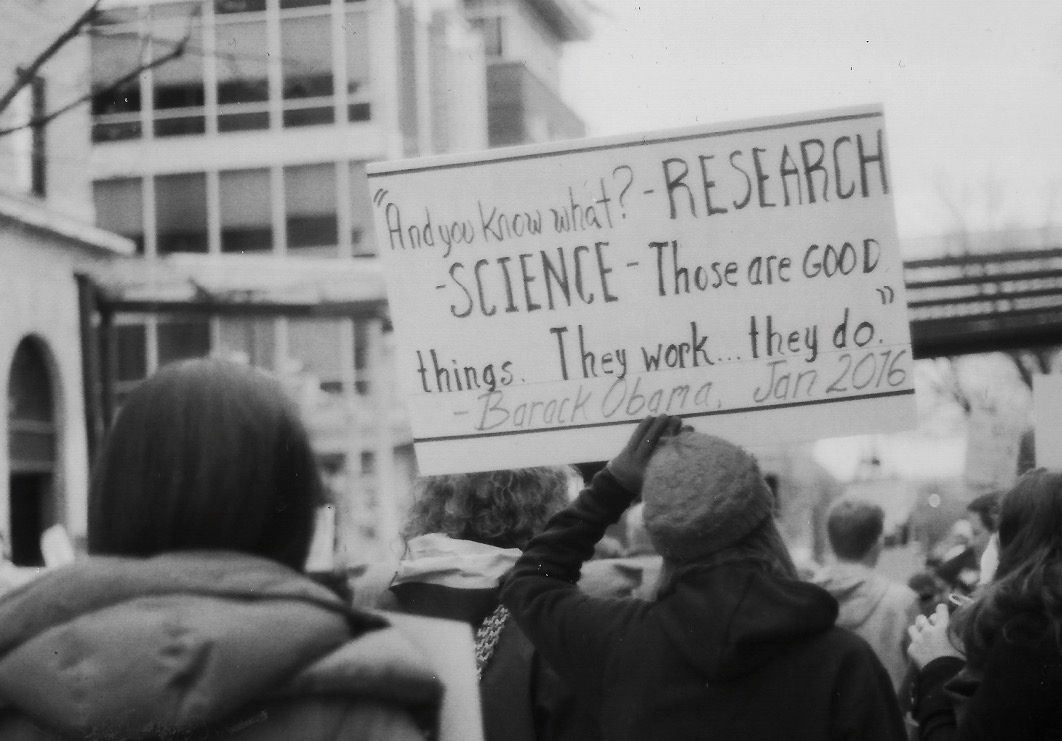 "And you know what? - RESEARCH
- SCIENCE - Those are GOOD
things. They work... they do."
- Barack Obama, Jan 2016